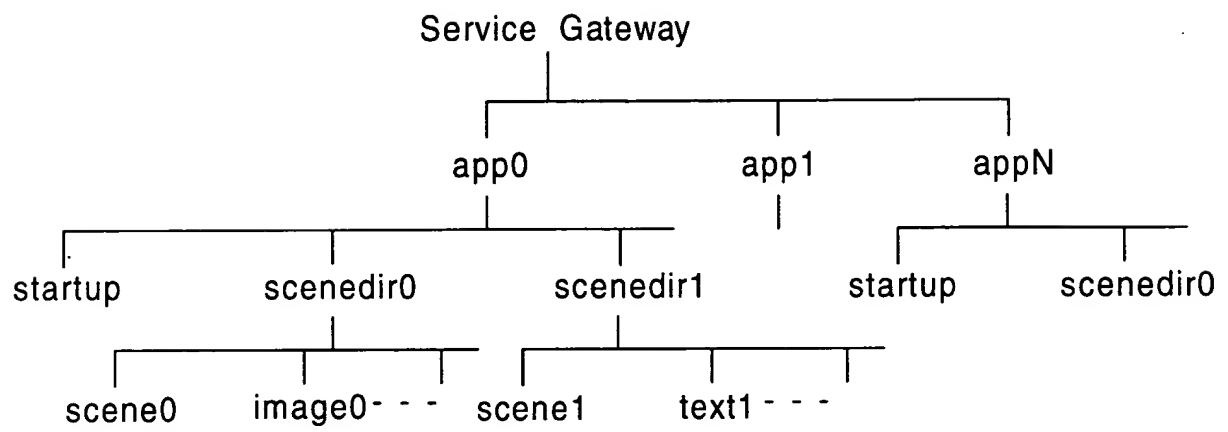 Service Gateway
app0 app1 appN
startup scenedir0 scenedir1 startup scenedir0
scene0 image0--- scene1 text1---